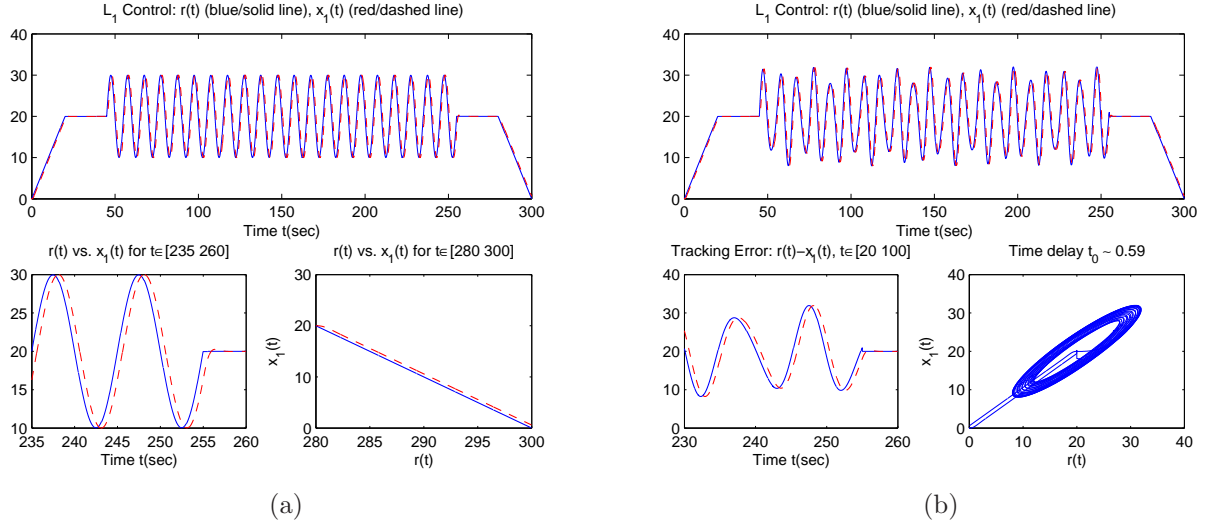 L1 Control: r(t) (blue/solid line), x1(t) (red/dashed line)
40
30
20
10
0
0 50 100 150 200 250 300
Time t(sec)
r(t) vs. x1(t) for t∈[235 260]
30
25
20
15
10
235 240 245 250 255 260
Time t(sec)
r(t) vs. x1(t) for t∈[280 300]
x1(t)
30
20
10
0
280 285 290 295 300
r(t)
(a)
L1 Control: r(t) (blue/solid line), x1(t) (red/dashed line)
40
30
20
10
0
0 50 100 150 200 250 300
Time t(sec)
Tracking Error: r(t)−x1(t), t∈[20 100]
40
30
20
10
0
230 240 250 260
Time t(sec)
Time delay t0 ~ 0.59
x1(t)
40
30
20
10
0
0 10 20 30 40
r(t)
(b)